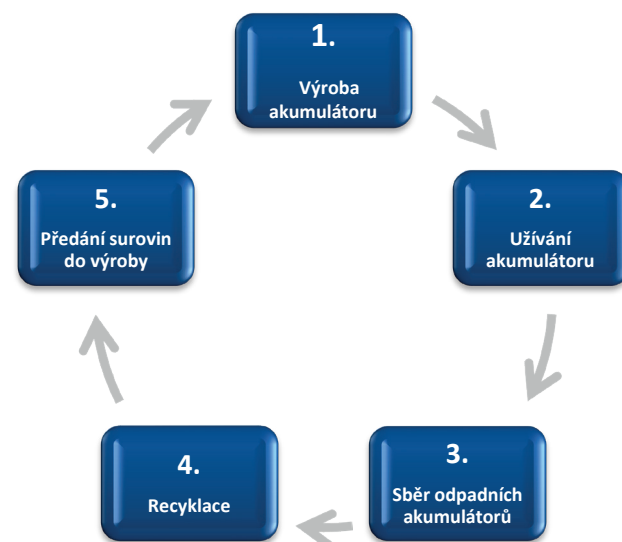 1.
Výroba
akumulátoru
2.
Užívání
akumulátoru
3.
Sběr odpadních
akumulátorů
4.
Recyklace
5.
Předání surovin
do výroby